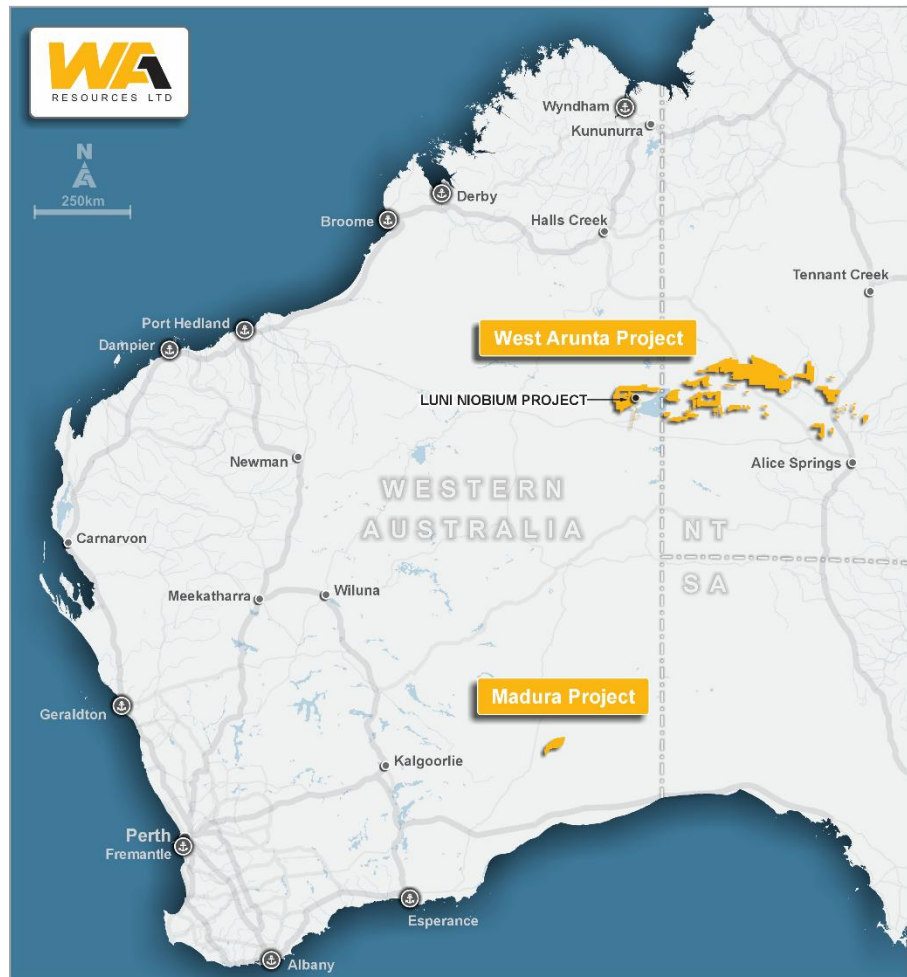 WA
RESOURCES LTD
N
250km
Wyndham
Kununurra
Derby
Broome
Halls Creek
Tennant Creek
Port Hedland
Dampier
West Arunta Project
LUNI NIOBIUM PROJECT
Newman
Alice Springs
WESTERN
AUSTRALIA
NT
Carnarvon
SA
Meekatharra
Wiluna
Madura Project
Geraldton
Kalgoorlie
Perth
Fremantle
Esperance
Albany